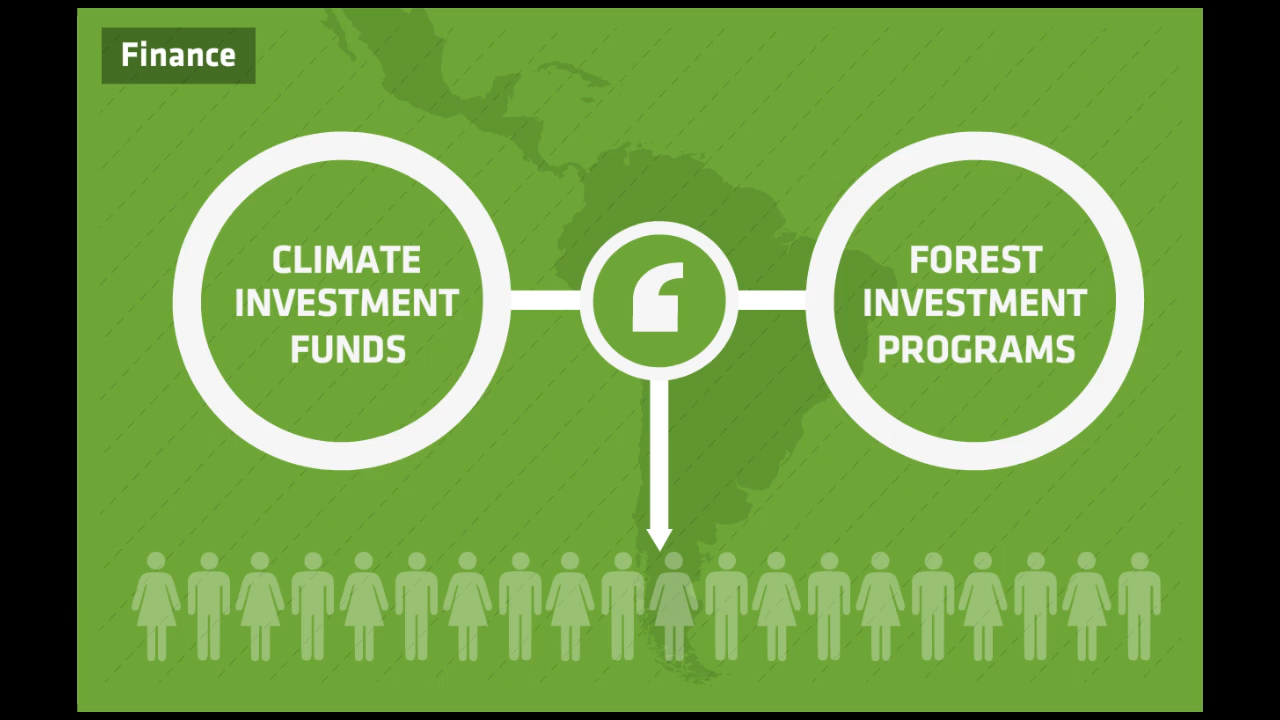 Finance
CLIMATE
INVESTMENT
FUNDS
FOREST
INVESTMENT
PROGRAMS